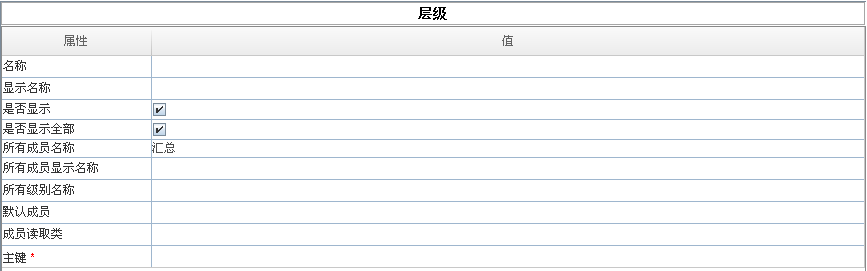 层级
属性 值
名称
显示名称
是否显示
是否显示全部
所有成员名称 汇总
所有成员显示名称
所有级别名称
默认成员
成员读取类
主键 *